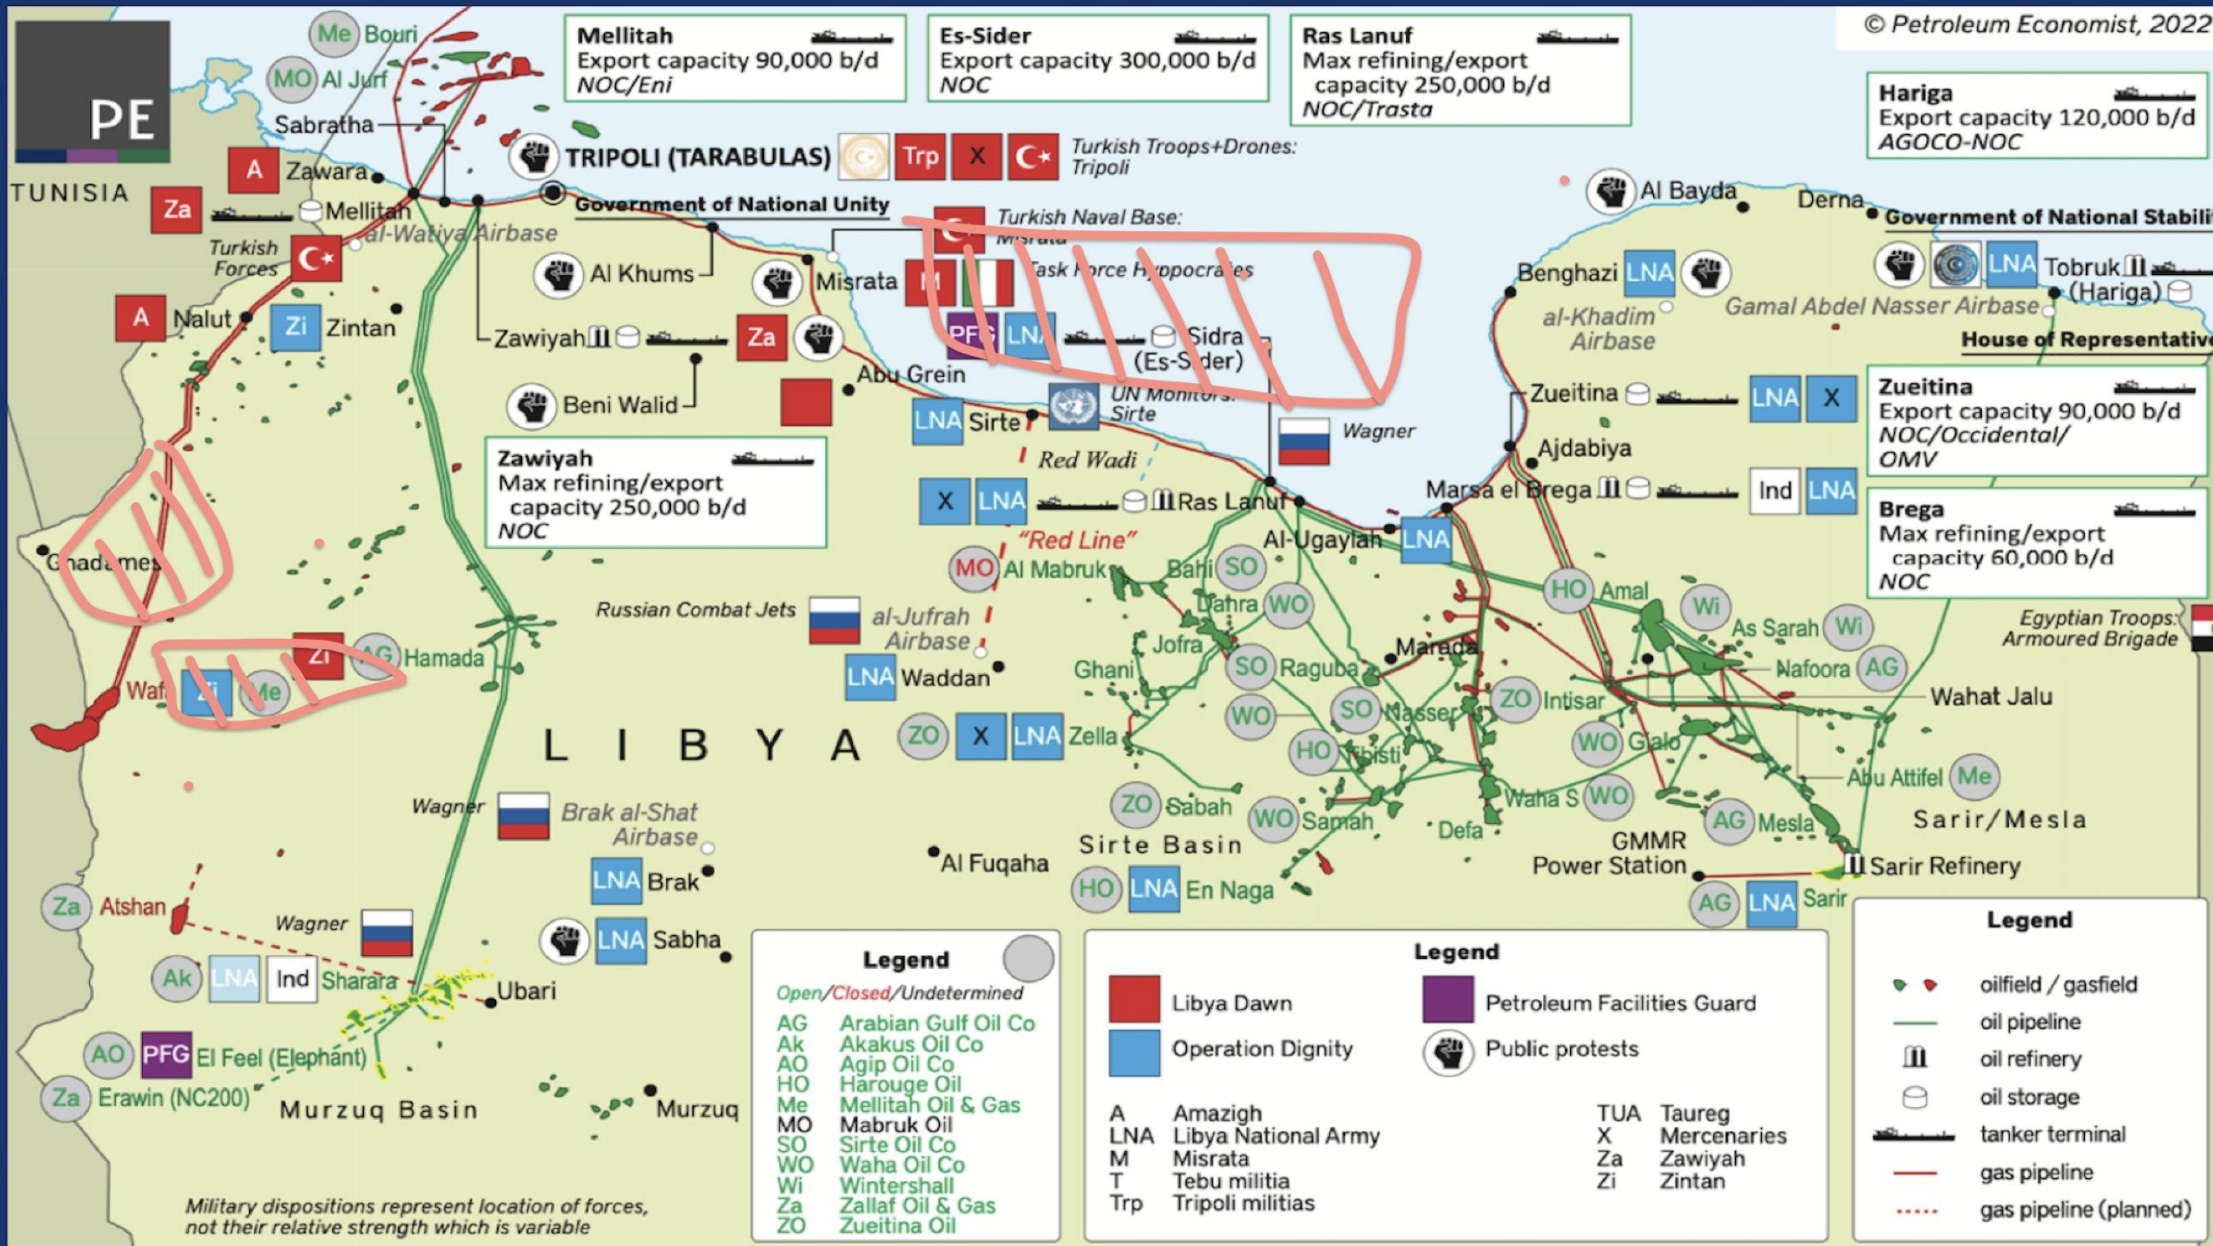 © Petroleum Economist, 2022
PE
Me Bouri
MO Al Jurf
Sabratha
Mellitah
Export capacity 90,000 b/d
NOC/Eni
Es-Sider
Export capacity 300,000 b/d
NOC
Ras Lanuf
Max refining/export
capacity 250,000 b/d
NOC/Trasta
Hariga
Export capacity 120,000 b/d
AGOCO-NOC
TUNISIA
A Zawara
TRIPOLI (TARABULAS) Trp X Turkish Troops+Drones:
Tripoli
Za Mellitah
Government of National Unity
al-Watiya Airbase
Turkish
Forces
Turkish Naval Base:
Misrata
Al Bayda
Derna
Government of National Stabili
A Nalut
Zi Zintan
Al Khums
Misrata M
Task Force Hyppocrates
Benghazi LNA
al-Khadim
Airbase
LNA Tobruk
(Hariga)
Gamal Abdel Nasser Airbase
House of Representative
Zawiyah Za
PFG LNA Sidra
(Es-Sider)
Beni Walid
Abu Grein
LNA Sirte
UN Monitors:
Sirte
Wagner
Zueitina LNA X
Ajdabiya
Zueitina
Export capacity 90,000 b/d
NOC/Occidental/
OMV
Zawiyah
Max refining/export
capacity 250,000 b/d
NOC
Red Wadi
X LNA Ras Lanuf
Marsa el Brega Ind LNA
"Red Line"
Al-Ugaylah LNA
Brega
Max refining/export
capacity 60,000 b/d
NOC
Ghadames
MO Al Mabruk
Bahi SO
HO Amal
Wi
Russian Combat Jets
al-Jufrah
Airbase
Dahra WO
As Sarah Wi
Egyptian Troops:
Armoured Brigade
Zi AG Hamada
Jofra
Marada
LNA Waddan
Ghani
SO Raguba
Nafoora AG
Wafa Zi Me
WO
SO Nasser
ZO Intisar
Wahat Jalu
LIBYA
ZO X LNA Zella
HO Tibisti
WO Gialo
Abu Attifel Me
Wagner
Brak al-Shat
Airbase
ZO Sabah
WO Samah
Defa
Waha S WO
AG Mesla
Sarir/Mesla
Sirte Basin
GMMR
Power Station
Sarir Refinery
LNA Brak
Al Fuqaha
HO LNA En Naga
AG LNA Sarir
Za Atshan
Wagner
LNA Sabha
Ak LNA Ind Sharara
Ubari
AO PFG El Feel (Elephant)
Za Erawin (NC200)
Murzuq Basin
Murzuq
Military dispositions represent location of forces,
not their relative strength which is variable
Legend
Open/Closed/Undetermined
AG Arabian Gulf Oil Co
Ak Akakus Oil Co
AO Agip Oil Co
HO Harouge Oil
Me Mellitah Oil & Gas
MO Mabruk Oil
SO Sirte Oil Co
WO Waha Oil Co
Wi Wintershall
Za Zallaf Oil & Gas
ZO Zueitina Oil
Legend
Libya Dawn
Operation Dignity
Petroleum Facilities Guard
Public protests
A Amazigh
LNA Libya National Army
M Misrata
T Tebu militia
Trp Tripoli militias
TUA Taureg
X Mercenaries
Za Zawiyah
Zi Zintan
Legend
oilfield / gasfield
oil pipeline
oil refinery
oil storage
tanker terminal
gas pipeline
gas pipeline (planned)